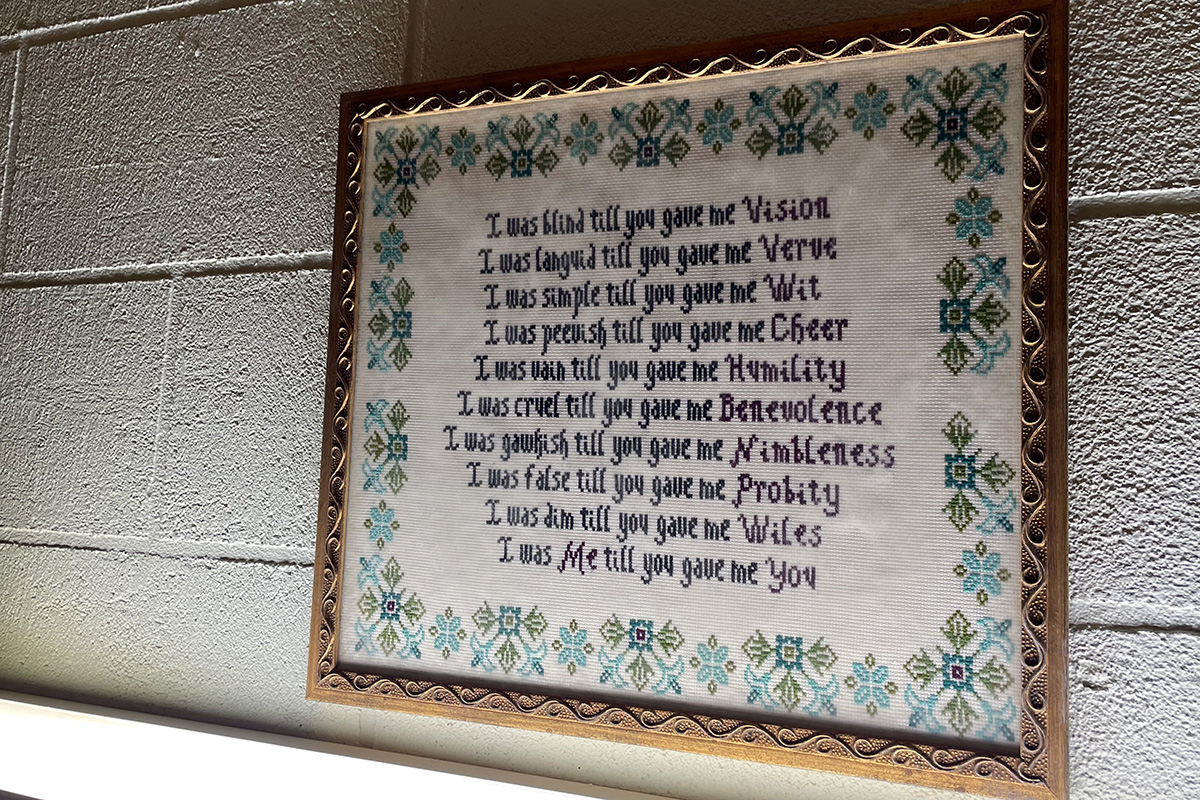 I was blind till you gave me Vision
I was languid till you gave me Verve
I was simple till you gave me Wit
I was peevish till you gave me Cheer
I was vain till you gave me Humility
I was cruel till you gave me Benevolence
I was gawkish till you gave me Nimbleness
I was false till you gave me Probity
I was dim till you gave me Wiles
I was Me till you gave me You